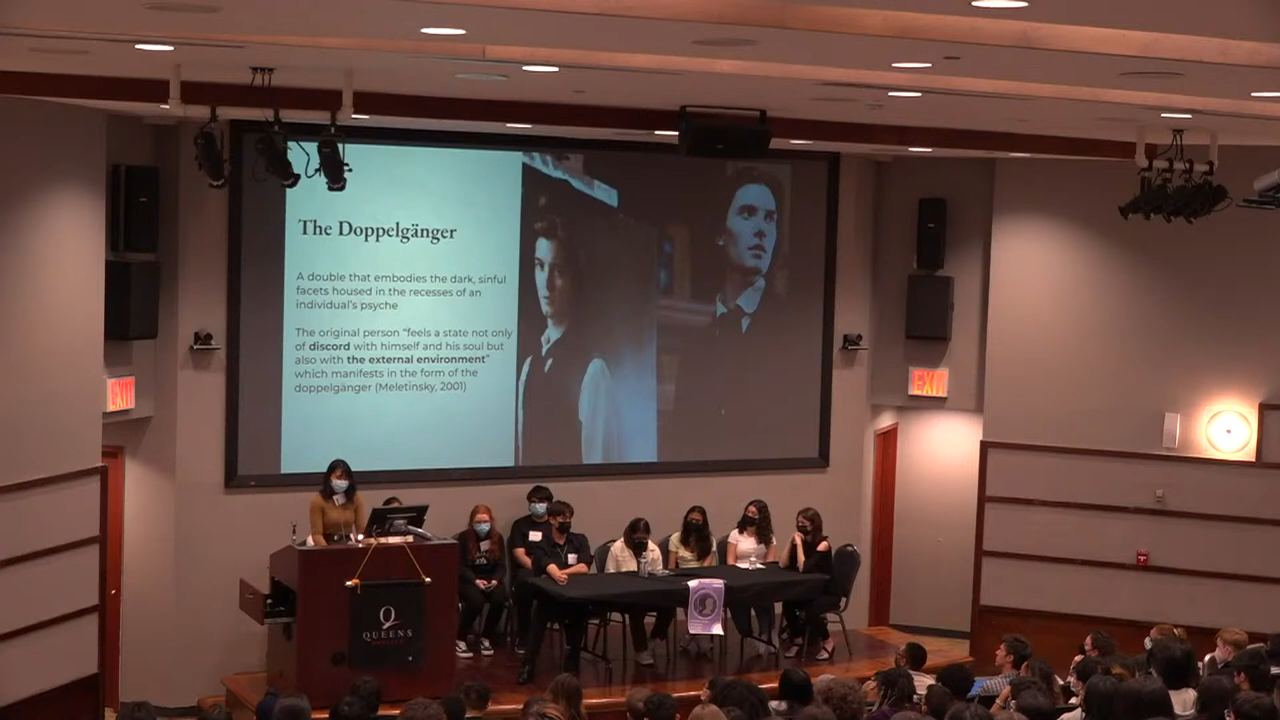 The Doppelgänger
A double that embodies the dark, sinful
facets housed in the recesses of an
individual's psyche
The original person "feels a state not only
of discord with himself and his soul but
also with the external environment"
which manifests in the form of the
doppelgänger (Meletinsky, 2001)
EXIT
EXIT
QUEENS